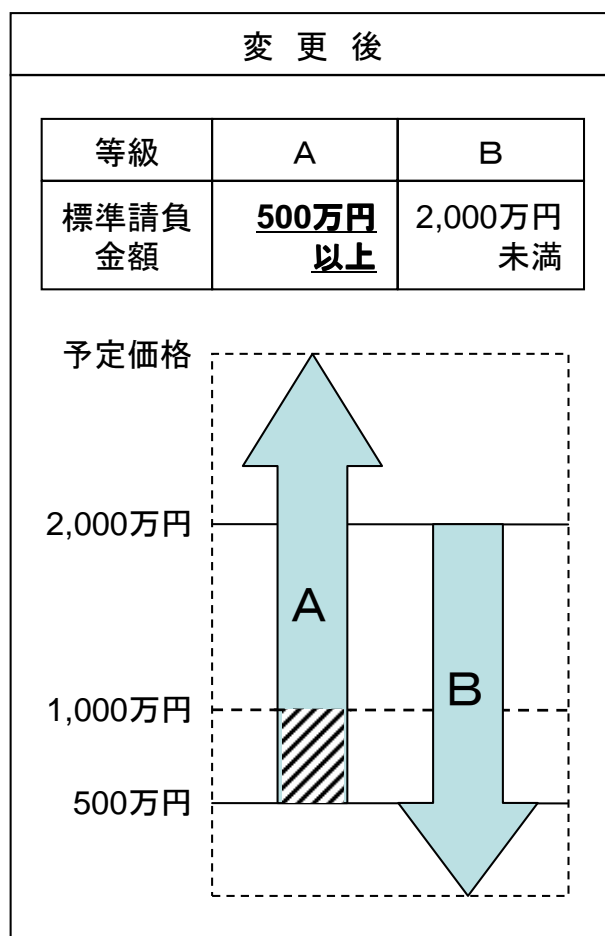 変 更 後
等級 A B
標準請負金額 500万円以上 2,000万円未満
予定価格
2,000万円
A
B
1,000万円
500万円